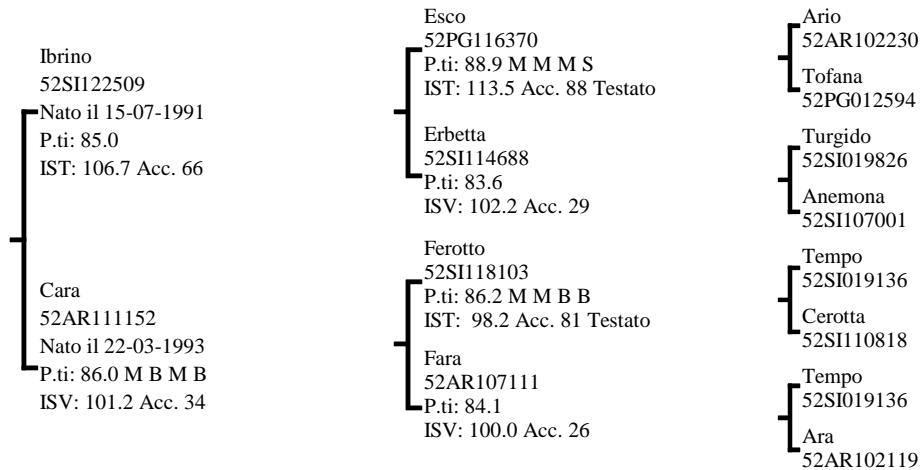 Ibrino
52SI122509
Nato il 15-07-1991
P.ti: 85.0
IST: 106.7 Acc. 66
Cara
52AR111152
Nato il 22-03-1993
P.ti: 86.0 M B M B
ISV: 101.2 Acc. 34
Esco
52PG116370
P.ti: 88.9 M M M S
IST: 113.5 Acc. 88 Testato
Erbetta
52SI114688
P.ti: 83.6
ISV: 102.2 Acc. 29
Ferotto
52SI118103
P.ti: 86.2 M M B B
IST:  98.2 Acc. 81 Testato
Fara
52AR107111
P.ti: 84.1
ISV: 100.0 Acc. 26
Ario
52AR102230
Tofana
52PG012594
Turgido
52SI019826
Anemona
52SI107001
Tempo
52SI019136
Cerotta
52SI110818
Tempo
52SI019136
Ara
52AR102119